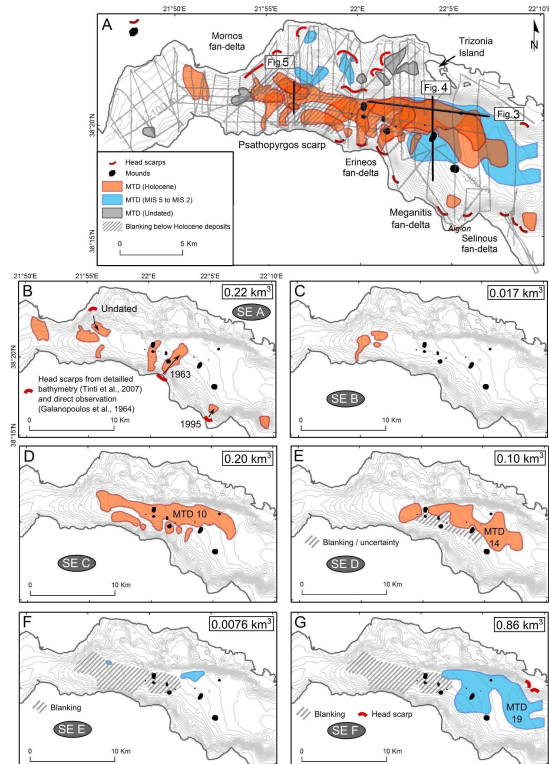 21°50'E 21°55' 22°0' 22°5' 22°10'
A
Mornos
fan-delta
Trizonia
Island
N
Fig.5
Fig. 4
Fig.3
38°20'
38°15'
Psathopyrgos scarp
Erineos
fan-delta
Meganitis
fan-delta
Aigion
Selinous
fan-delta
Head scarps
Mounds
MTD (Holocene)
MTD (MIS 5 to MIS 2)
MTD (Undated)
Blanking below Holocene deposits
0 5 Km
21°50'E 21°55' 22°0' 22°5' 22°10'
B
0.22 km³
Undated
SE A
38°20'
1963
Head scarps from detailled
bathymetry (Tinti et al., 2007)
and direct observation
(Galanopoulos et al., 1964)
1995
38°15'
0 10 Km
C
0.017 km³
SE B
0 10 Km
D
0.20 km³
MTD 10
SE C
0 10 Km
E
0.10 km³
MTD
14
Blanking / uncertainty
SE D
0 10 Km
F
0.0076 km³
Blanking
SE E
0 10 Km
G
0.86 km³
MTD
19
Blanking Head scarp
SE F
0 10 Km